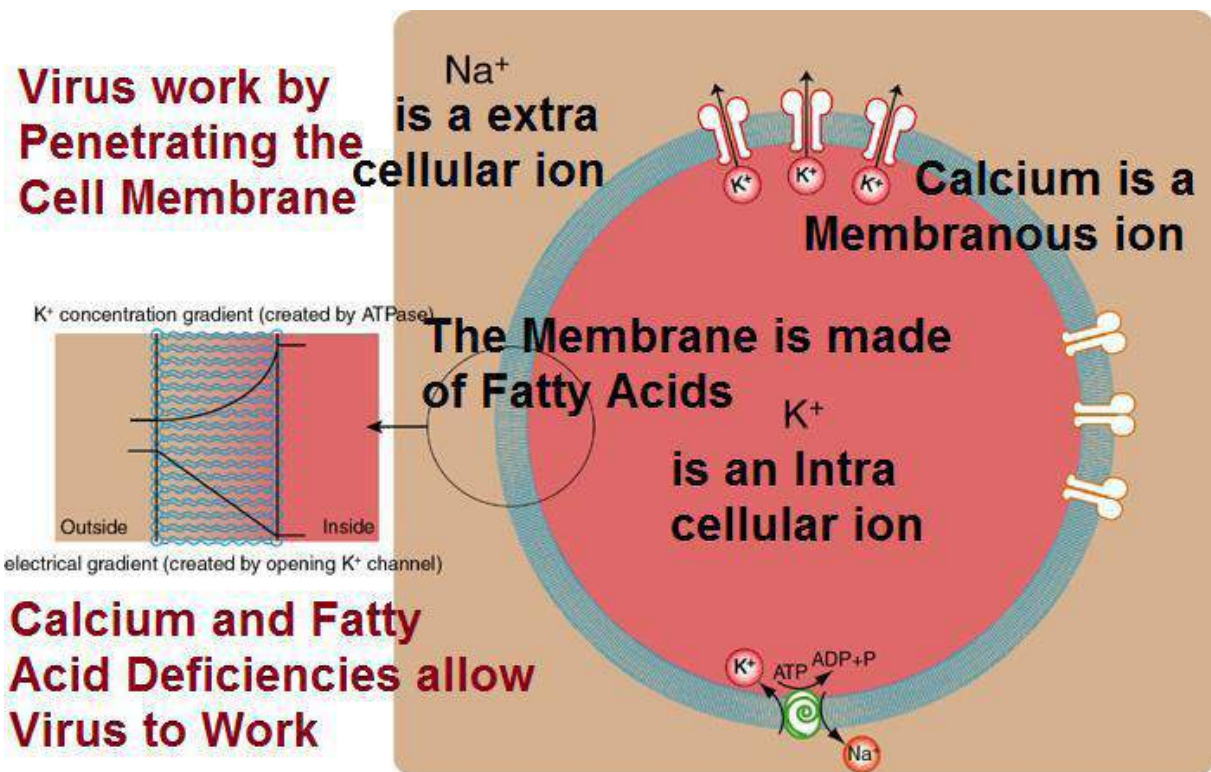 Virus work by
Penetrating the
Cell Membrane
Na⁺
is a extra
cellular ion
K⁺
K⁺
K⁺
Calcium is a
Membranous ion
K⁺ concentration gradient (created by ATPase)
Outside
Inside
electrical gradient (created by opening K⁺ channel)
The Membrane is made
of Fatty Acids
K⁺
is an Intra
cellular ion
Calcium and Fatty
Acid Deficiencies allow
Virus to Work
K⁺
ATP
ADP+P
Na⁺